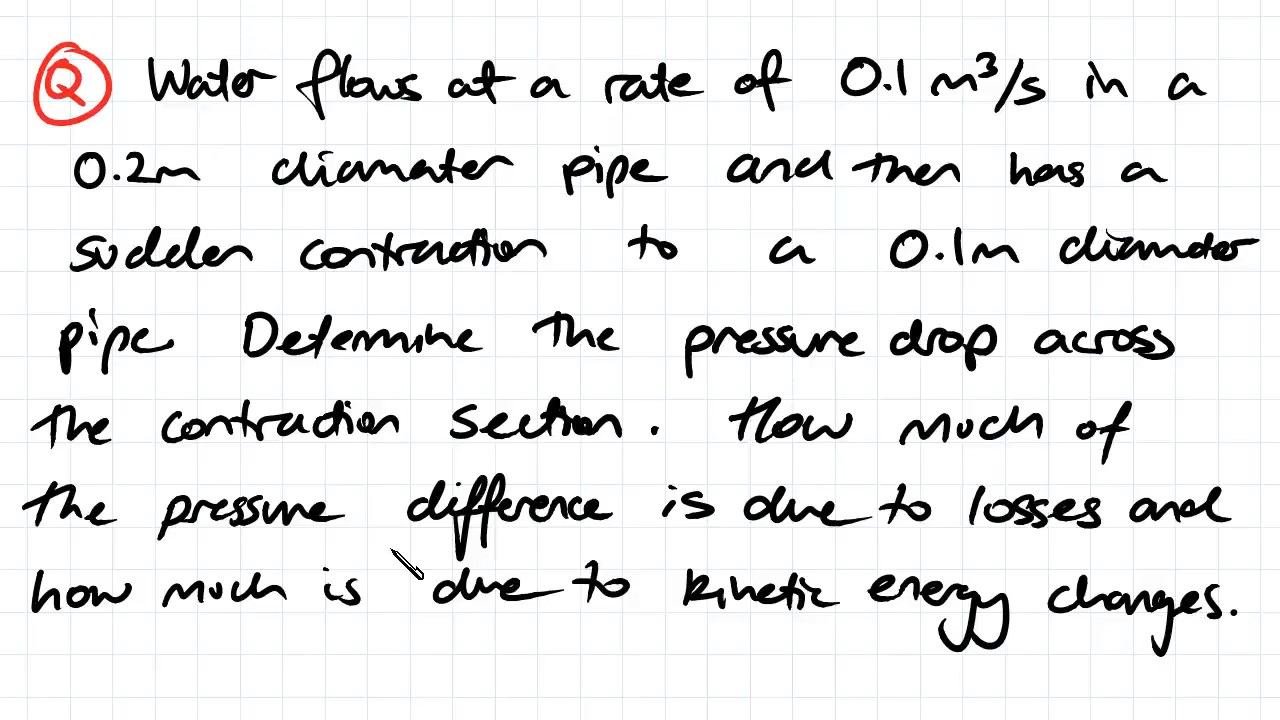 Q Water flows at a rate of 0.1 m³/s in a
0.2m diameter pipe and then has a
sudden contraction to a 0.1m diameter
pipe Determine the pressure drop across
the contraction section. How much of
the pressure difference is due to losses and
how much is due to kinetic energy changes.